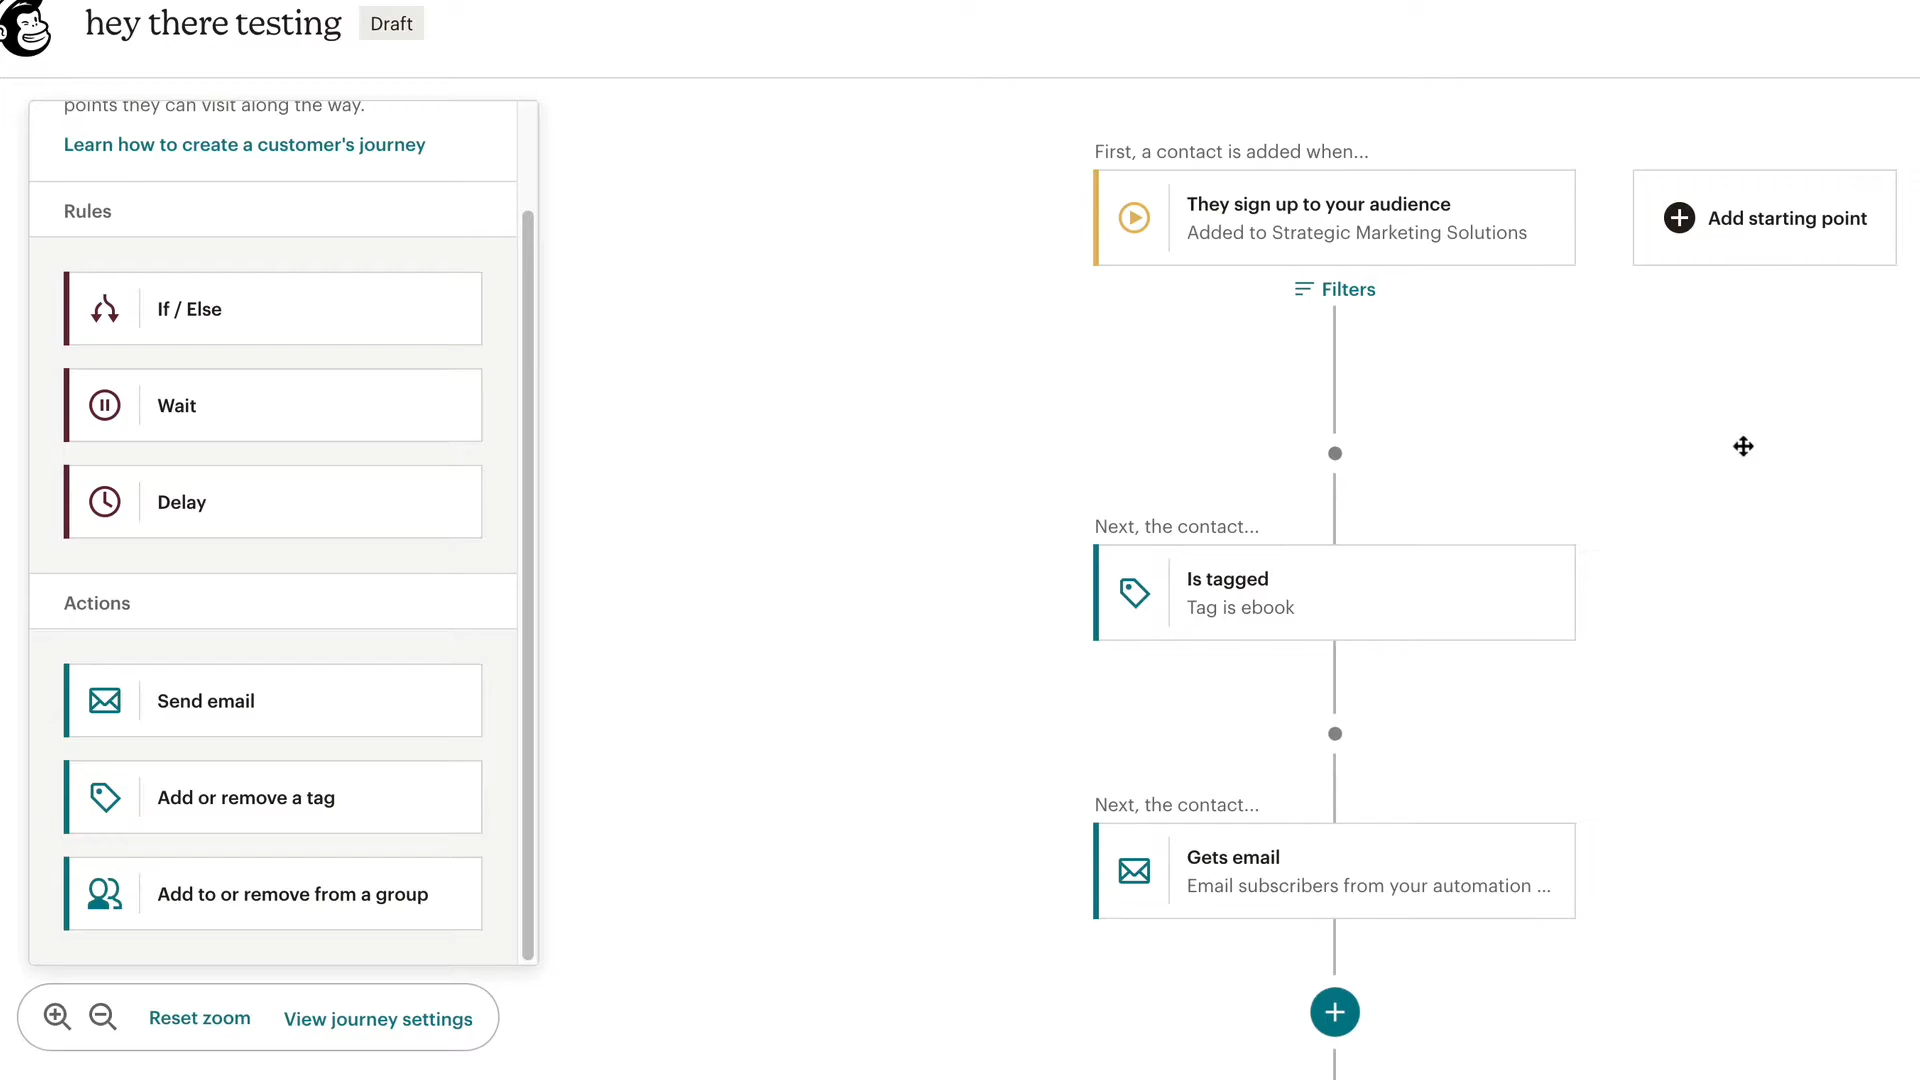 hey there testing
Draft
points they can visit along the way.
Learn how to create a customer's journey
Rules
If / Else
Wait
Delay
Actions
Send email
Add or remove a tag
Add to or remove from a group
Reset zoom
View journey settings
First, a contact is added when...
They sign up to your audience
Added to Strategic Marketing Solutions
Add starting point
Filters
Next, the contact...
Is tagged
Tag is ebook
Next, the contact...
Gets email
Email subscribers from your automation ...